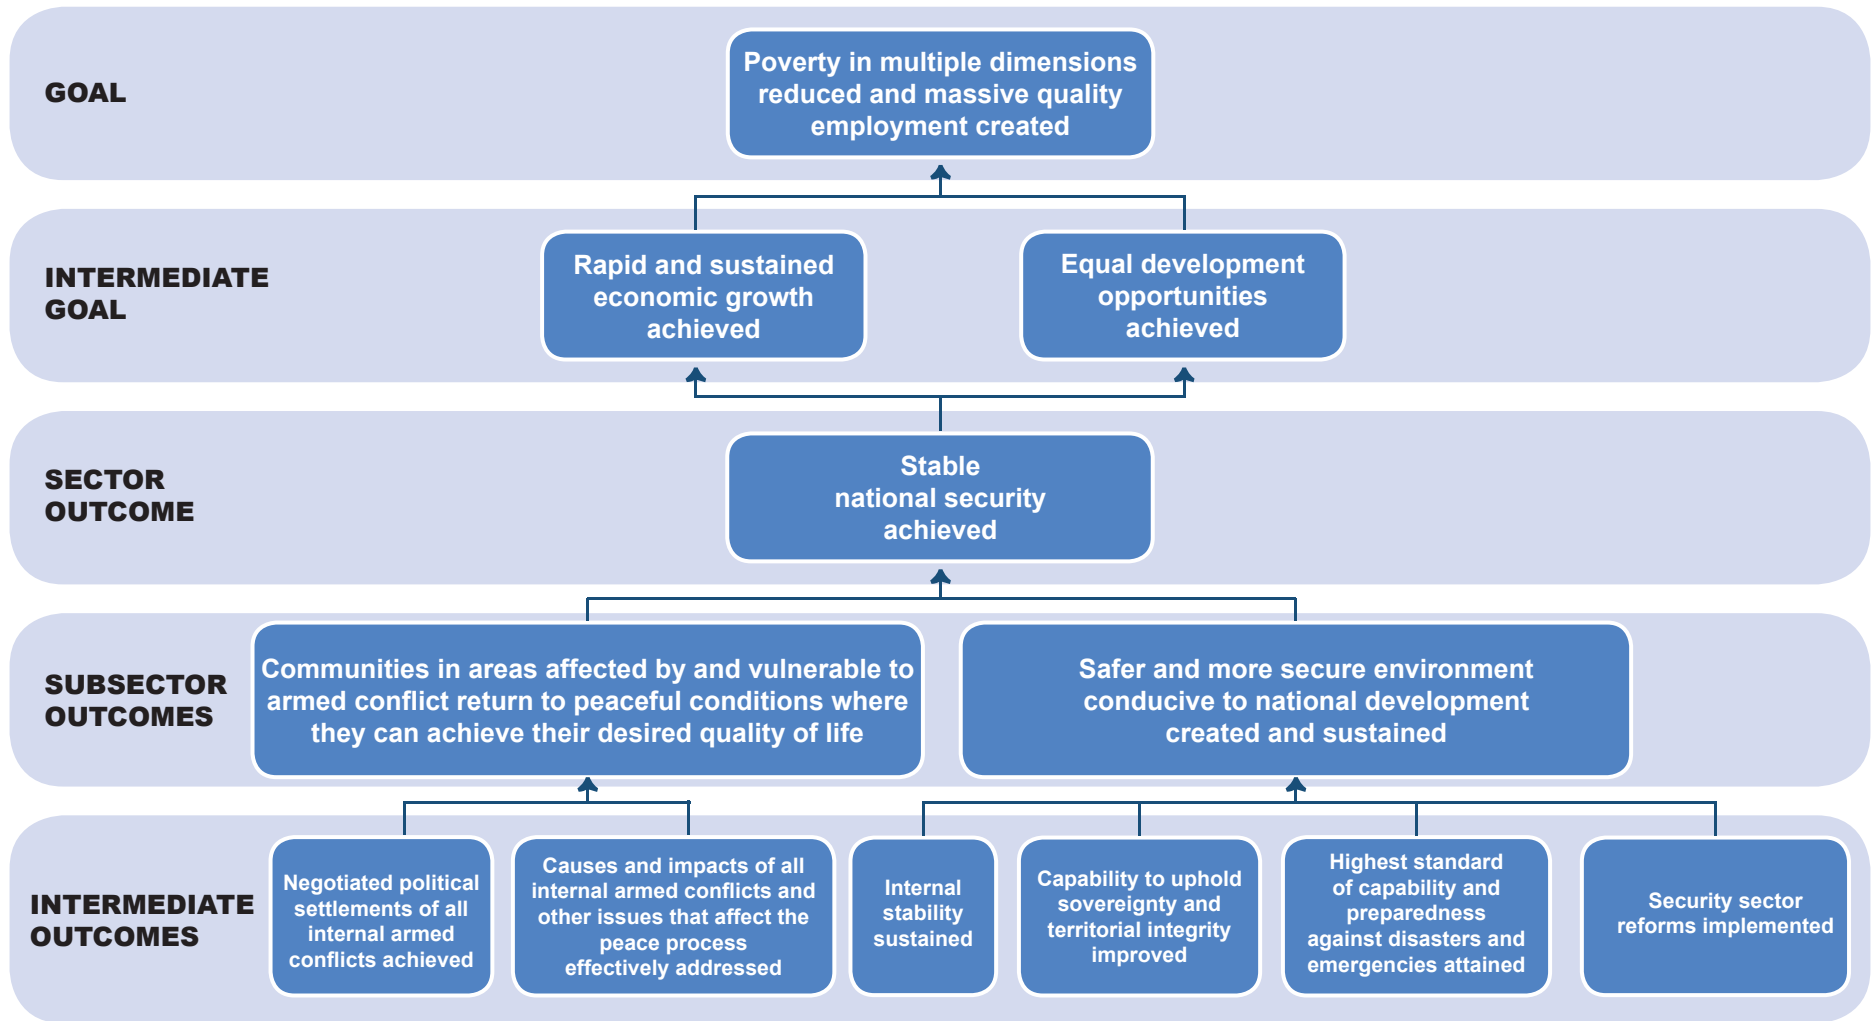 GOAL
Poverty in multiple dimensions
reduced and massive quality
employment created
INTERMEDIATE
GOAL
Rapid and sustained
economic growth
achieved
Equal development
opportunities
achieved
SECTOR
OUTCOME
Stable
national security
achieved
SUBSECTOR
OUTCOMES
Communities in areas affected by and vulnerable to
armed conflict return to peaceful conditions where
they can achieve their desired quality of life
Safer and more secure environment
conducive to national development
created and sustained
INTERMEDIATE
OUTCOMES
Negotiated political
settlements of all
internal armed
conflicts achieved
Causes and impacts of all
internal armed conflicts and
other issues that affect the
peace process
effectively addressed
Internal
stability
sustained
Capability to uphold
sovereignty and
territorial integrity
improved
Highest standard
of capability and
preparedness
against disasters and
emergencies attained
Security sector
reforms implemented